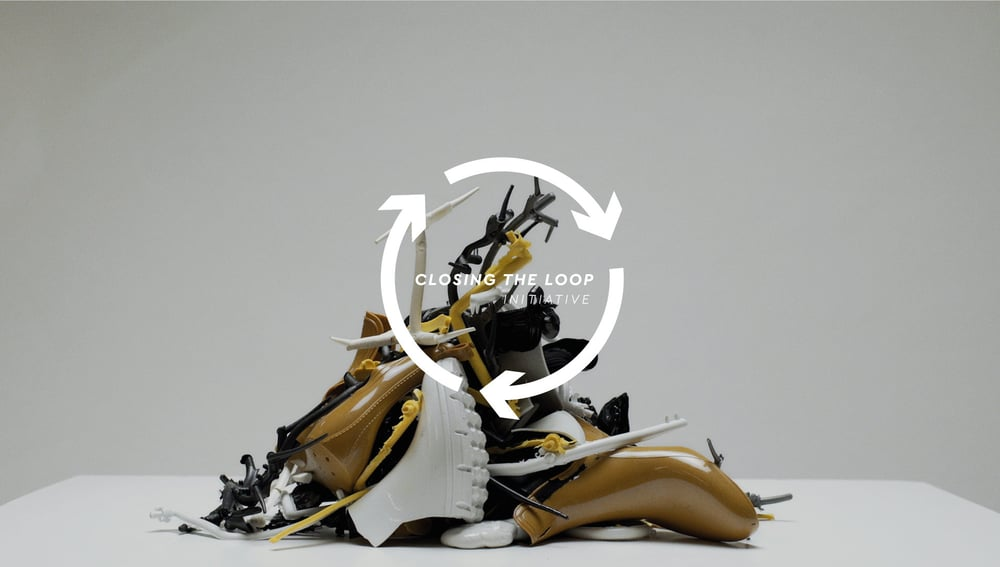 CLOSING THE LOOP
INITIATIVE